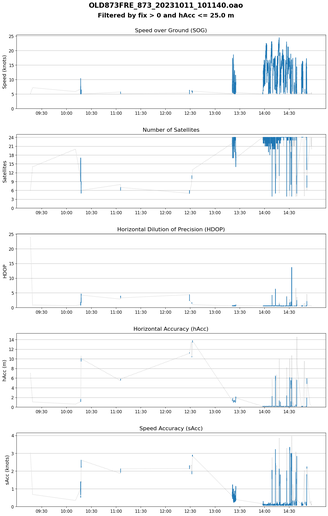 OLD873FRE_873_20231011_101140.oao
Filtered by fix > 0 and hAcc <= 25.0 m
Speed over Ground (SOG)
Speed (knots)
25
20
15
10
5
0
09:30 10:00 10:30 11:00 11:30 12:00 12:30 13:00 13:30 14:00 14:30
Number of Satellites
Satellites
24
21
18
15
12
9
6
3
0
09:30 10:00 10:30 11:00 11:30 12:00 12:30 13:00 13:30 14:00 14:30
Horizontal Dilution of Precision (HDOP)
HDOP
25
20
15
10
5
0
09:30 10:00 10:30 11:00 11:30 12:00 12:30 13:00 13:30 14:00 14:30
Horizontal Accuracy (hAcc)
hAcc (m)
14
12
10
8
6
4
2
0
09:30 10:00 10:30 11:00 11:30 12:00 12:30 13:00 13:30 14:00 14:30
Speed Accuracy (sAcc)
sAcc (knots)
4
3
2
1
0
09:30 10:00 10:30 11:00 11:30 12:00 12:30 13:00 13:30 14:00 14:30